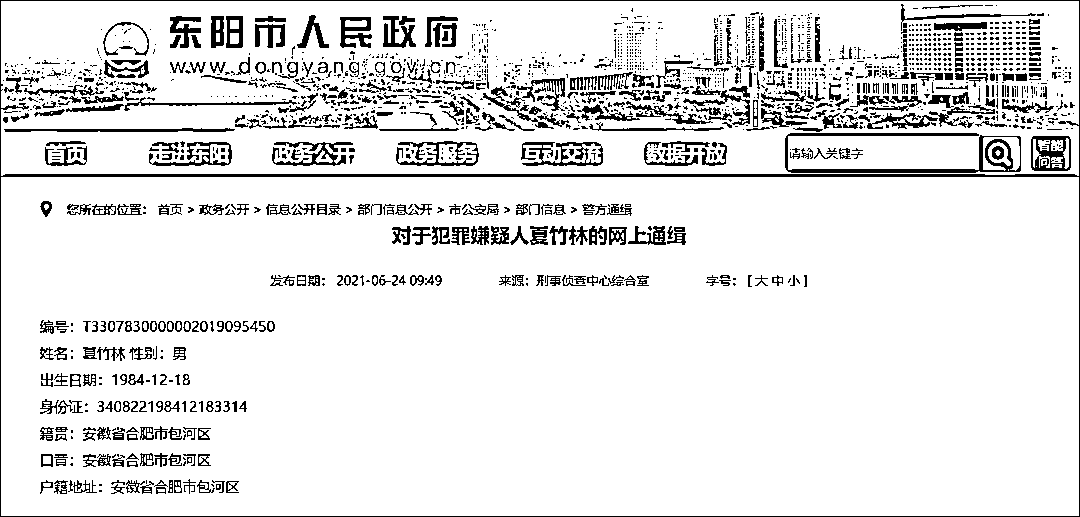 东阳市人民政府
www.dongyang.gov.cn
首页 走进东阳 政务公开 政务服务 互动交流 数据开放 请输入关键字 智能问答
您所在的位置： 首页 > 政务公开 > 信息公开目录 > 部门信息公开 > 市公安局 > 部门信息 > 警方通缉
对于犯罪嫌疑人夏竹林的网上通缉
发布日期： 2021-06-24 09:49 来源：刑事侦查中心综合室 字号：[ 大 中 小 ]
编号：T3307830000002019095450
姓名：夏竹林 性别：男
出生日期：1984-12-18
身份证：340822198412183314
籍贯：安徽省合肥市包河区
口音：安徽省合肥市包河区
户籍地址：安徽省合肥市包河区